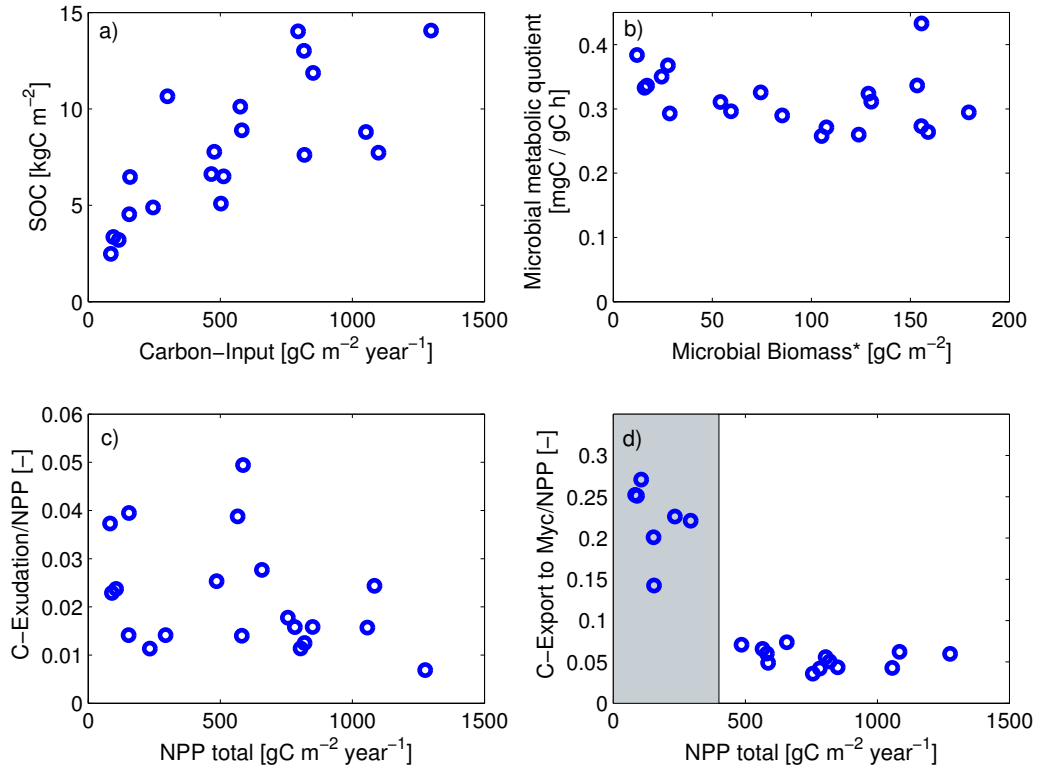 a)
15
10
5
0
SOC [kgC m−2]
0 500 1000 1500
Carbon−Input [gC m−2 year−1]
b)
0.4
0.3
0.2
0.1
0
Microbial metabolic quotient
[mgC / gC h]
0 50 100 150 200
Microbial Biomass* [gC m−2]
c)
0.06
0.05
0.04
0.03
0.02
0.01
0
C−Exudation/NPP [−]
0 500 1000 1500
NPP total [gC m−2 year−1]
d)
0.3
0.25
0.2
0.15
0.1
0.05
0
C−Export to Myc/NPP [−]
0 500 1000 1500
NPP total [gC m−2 year−1]